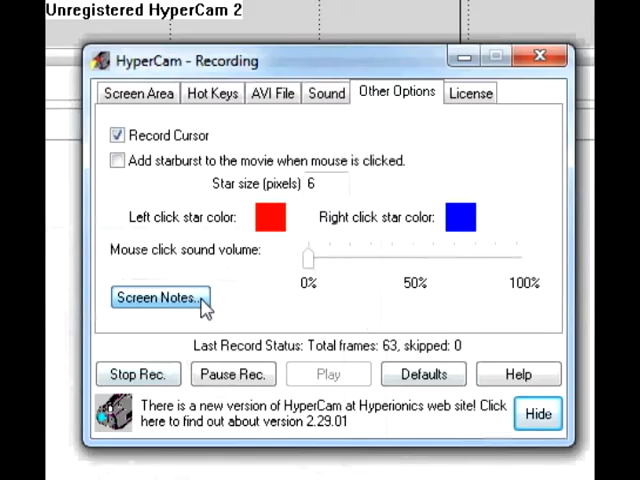 Unregistered HyperCam 2
HyperCam - Recording
Screen Area Hot Keys AVI File Sound Other Options License
Record Cursor
Add starburst to the movie when mouse is clicked.
Star size (pixels) 6
Left click star color: Right click star color:
Mouse click sound volume:
0% 50% 100%
Screen Notes...
Last Record Status: Total frames: 63, skipped: 0
Stop Rec. Pause Rec. Play Defaults Help
There is a new version of HyperCam at Hyperionics web site! Click
here to find out about version 2.29.01
Hide